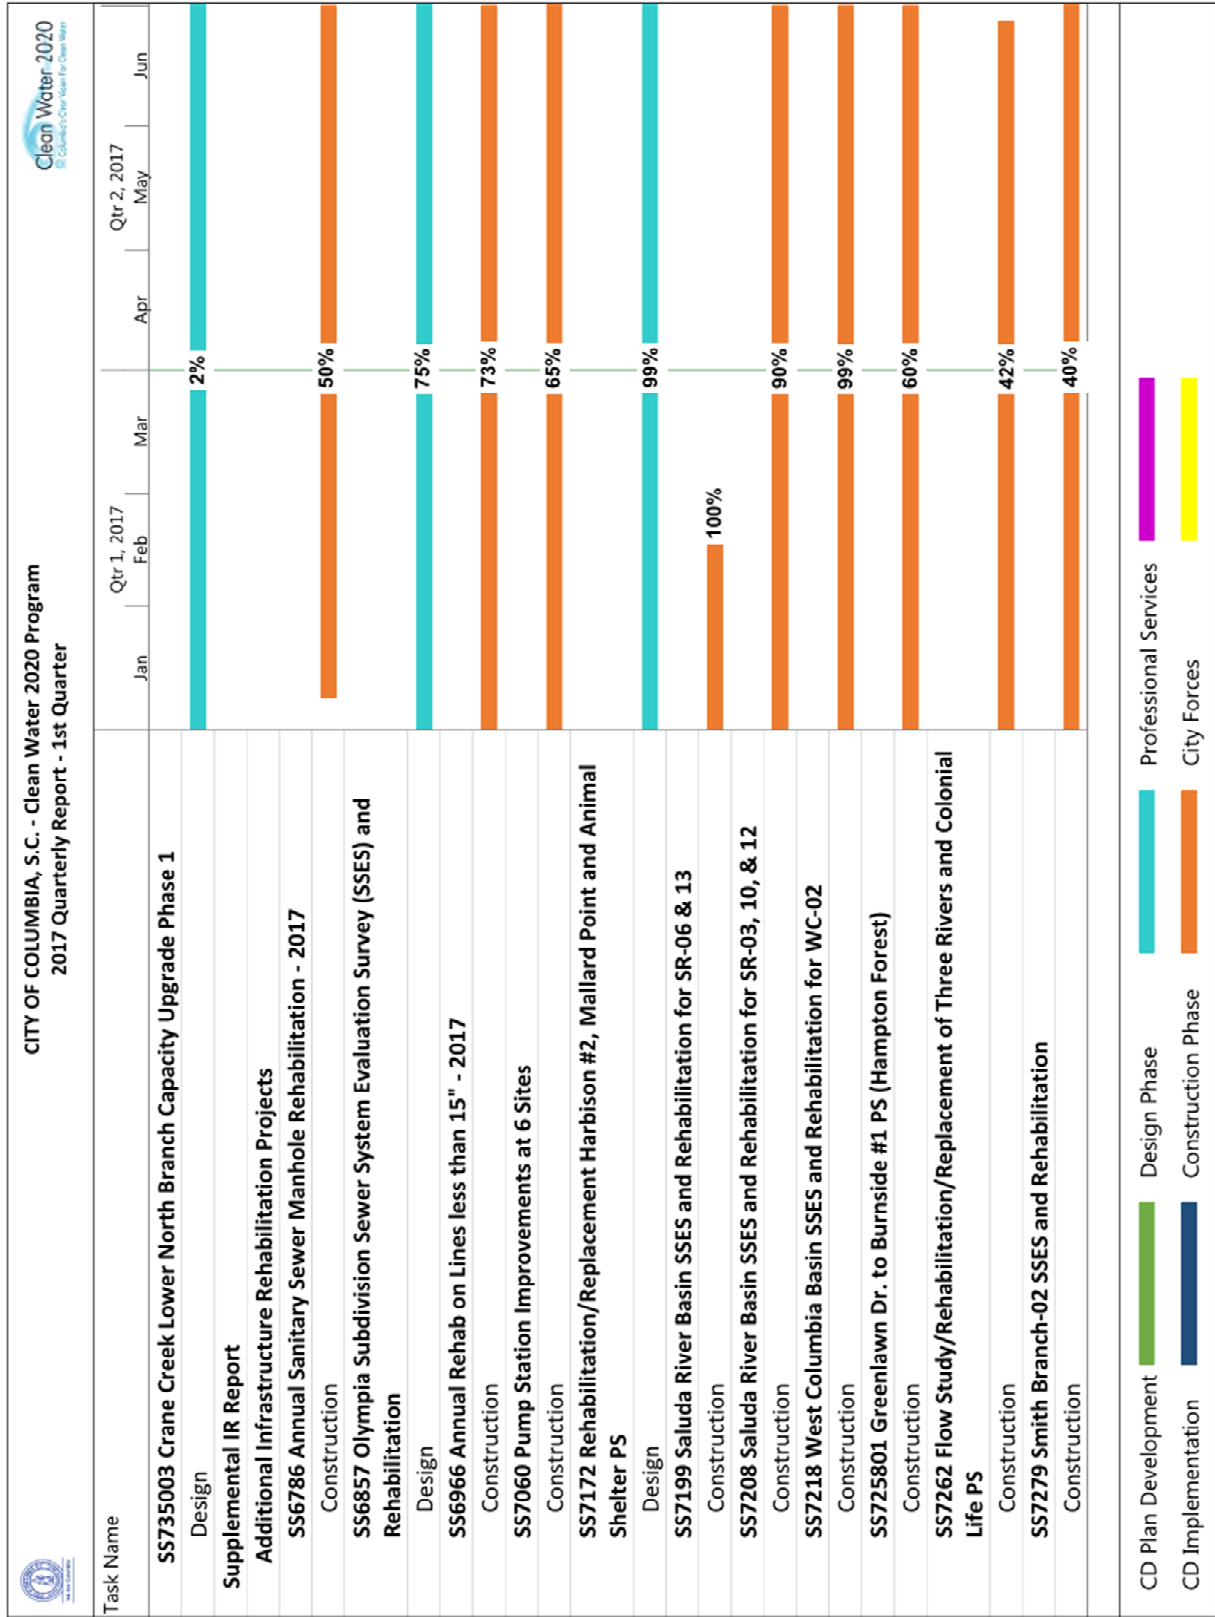 CITY OF COLUMBIA, S.C. - Clean Water 2020 Program
2017 Quarterly Report - 1st Quarter
Clean Water 2020
Columbia's Clear Vision For Clean Water
Task Name
Qtr 1, 2017
Qtr 2, 2017
Jan
Feb
Mar
Apr
May
Jun
SS735003 Crane Creek Lower North Branch Capacity Upgrade Phase 1
Design
2%
Supplemental IR Report
Additional Infrastructure Rehabilitation Projects
SS6786 Annual Sanitary Sewer Manhole Rehabilitation - 2017
Construction
50%
SS6857 Olympia Subdivision Sewer System Evaluation Survey (SSES) and
Rehabilitation
Design
75%
SS6966 Annual Rehab on Lines less than 15" - 2017
Construction
73%
SS7060 Pump Station Improvements at 6 Sites
Construction
65%
SS7172 Rehabilitation/Replacement Harbison #2, Mallard Point and Animal
Shelter PS
Design
99%
SS7199 Saluda River Basin SSES and Rehabilitation for SR-06 & 13
Construction
100%
SS7208 Saluda River Basin SSES and Rehabilitation for SR-03, 10, & 12
Construction
90%
SS7218 West Columbia Basin SSES and Rehabilitation for WC-02
Construction
99%
SS725801 Greenlawn Dr. to Burnside #1 PS (Hampton Forest)
Construction
60%
SS7262 Flow Study/Rehabilitation/Replacement of Three Rivers and Colonial
Life PS
Construction
42%
SS7279 Smith Branch-02 SSES and Rehabilitation
Construction
40%
CD Plan Development
Design Phase
Professional Services
CD Implementation
Construction Phase
City Forces